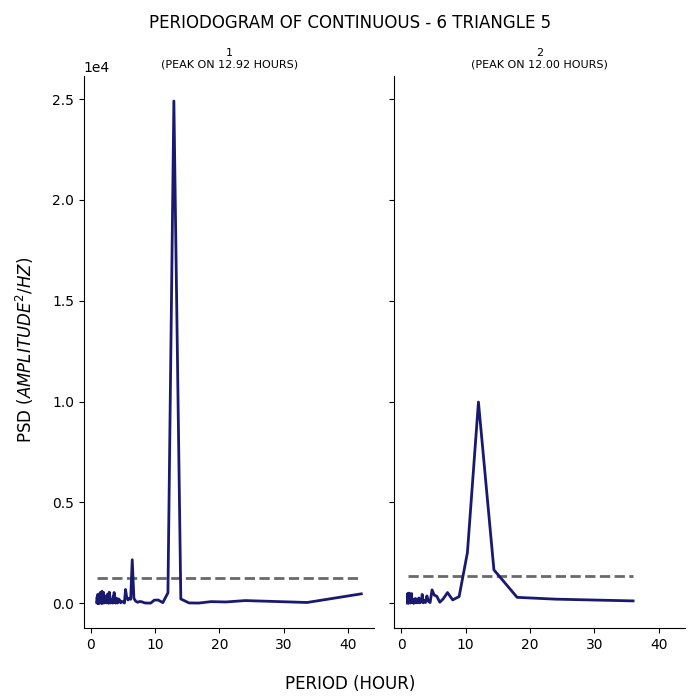 PERIODOGRAM OF CONTINUOUS - 6 TRIANGLE 5
1
(PEAK ON 12.92 HOURS)
2
(PEAK ON 12.00 HOURS)
1e4
2.5
2.0
1.5
1.0
0.5
0.0
PSD (AMPLITUDE²/HZ)
0 10 20 30 40
0 10 20 30 40
PERIOD (HOUR)